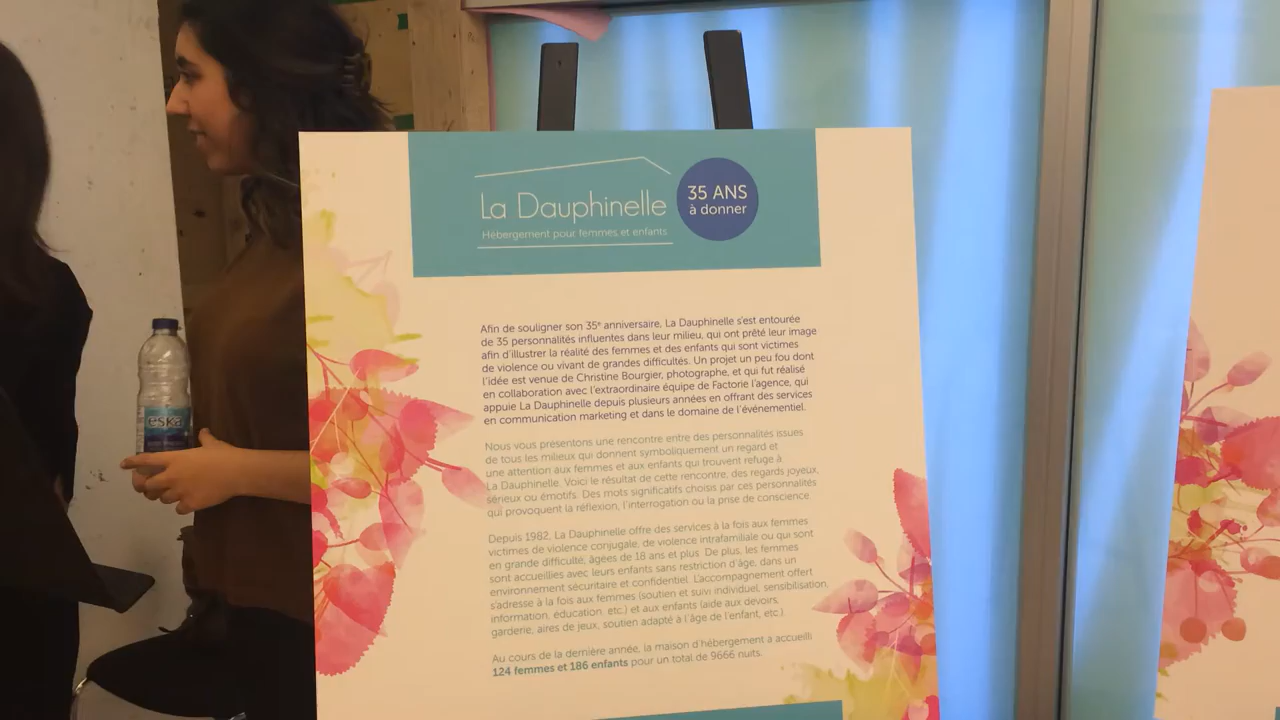 La Dauphinelle
Hébergement pour femmes et enfants
35 ANS
à donner
Afin de souligner son 35e anniversaire, La Dauphinelle s'est entourée
de 35 personnalités influentes dans leur milieu, qui ont prêté leur image
afin d'illustrer la réalité des femmes et des enfants qui sont victimes
de violence ou vivant de grandes difficultés. Un projet un peu fou dont
l'idée est venue de Christine Bourgier, photographe, et qui fut réalisé
en collaboration avec l'extraordinaire équipe de Factorie l'agence, qui
appuie La Dauphinelle depuis plusieurs années en offrant des services
en communication marketing et dans le domaine de l'événementiel.
Nous vous présentons une rencontre entre des personnalités issues
de tous les milieux qui donnent symboliquement un regard et
une attention aux femmes et aux enfants qui trouvent refuge à
La Dauphinelle. Voici le résultat de cette rencontre, des regards joyeux,
sérieux ou émotifs. Des mots significatifs choisis par ces personnalités
qui provoquent la réflexion, l'interrogation ou la prise de conscience.
Depuis 1982, La Dauphinelle offre des services à la fois aux femmes
victimes de violence conjugale, de violence intrafamiliale ou qui sont
en grande difficulté, âgées de 18 ans et plus. De plus, les femmes
sont accueillies avec leurs enfants sans restriction d'âge, dans un
environnement sécuritaire et confidentiel. L'accompagnement offert
s'adresse à la fois aux femmes (soutien et suivi individuel, sensibilisation,
information, éducation, etc.) et aux enfants (aide aux devoirs,
garderie, aires de jeux, soutien adapté à l'âge de l'enfant, etc.)
Au cours de la dernière année, la maison d'hébergement a accueilli
124 femmes et 186 enfants pour un total de 9666 nuits.
eska